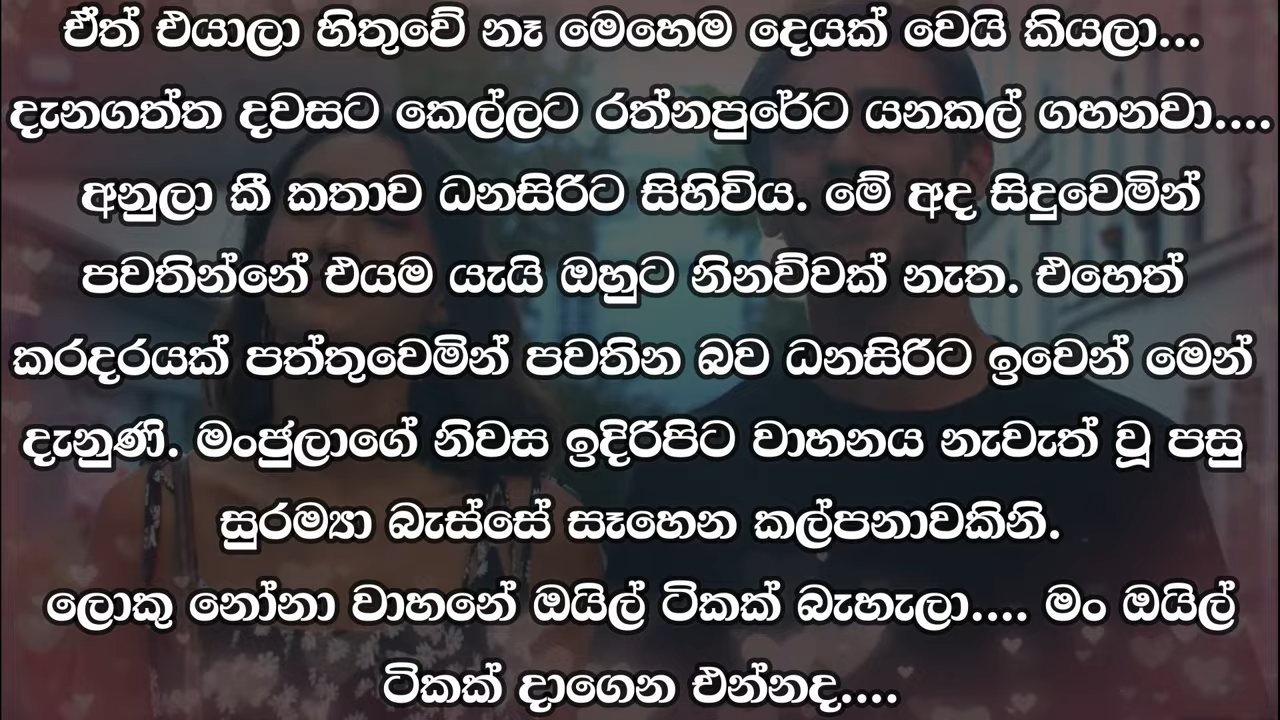 ඒත් එයාලා හිතුවේ නෑ මෙහෙම දෙයක් වෙයි කියලා...
දැනගත්ත දවසට කෙල්ලට රත්නපුරේට යනකල් ගහනවා....
අනුලා කී කතාව ධනසිරිට සිහිවිය. මේ අද සිදුවෙමින්
පවතින්නේ එයම යැයි ඔහුට නිනව්වක් නැත. එහෙත්
කරදරයක් පත්තුවෙමින් පවතින බව ධනසිරිට ඉවෙන් මෙන්
දැනුණි. මංජුලාගේ නිවස ඉදිරිපිට වාහනය නැවැත් වූ පසු
සුරම්‍යා බැස්සේ සෑහෙන කල්පනාවකිනි.
ලොකු නෝනා වාහනේ ඔයිල් ටිකක් බැහැලා.... මං ඔයිල්
ටිකක් දාගෙන එන්නද....